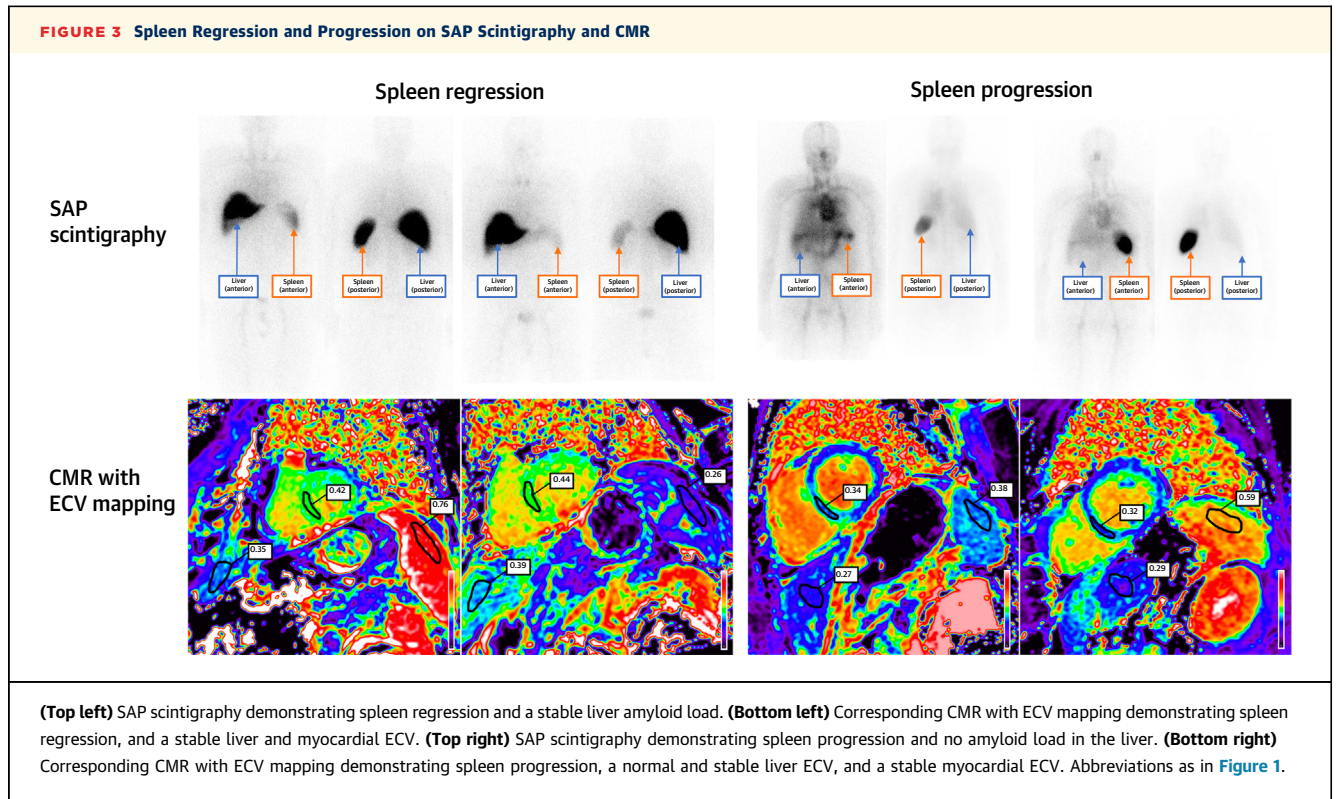 FIGURE 3 Spleen Regression and Progression on SAP Scintigraphy and CMR
Spleen regression
Spleen progression
SAP
scintigraphy
Liver
(anterior)
Spleen
(anterior)
Spleen
(posterior)
Liver
(posterior)
Liver
(anterior)
Spleen
(anterior)
Spleen
(posterior)
Liver
(posterior)
Liver
(anterior)
Spleen
(anterior)
Spleen
(posterior)
Liver
(posterior)
Liver
(anterior)
Spleen
(anterior)
Spleen
(posterior)
Liver
(posterior)
CMR with
ECV mapping
0.42
0.76
0.35
0.44
0.26
0.39
0.34
0.38
0.27
0.32
0.59
0.29
(Top left) SAP scintigraphy demonstrating spleen regression and a stable liver amyloid load. (Bottom left) Corresponding CMR with ECV mapping demonstrating spleen
regression, and a stable liver and myocardial ECV. (Top right) SAP scintigraphy demonstrating spleen progression and no amyloid load in the liver. (Bottom right)
Corresponding CMR with ECV mapping demonstrating spleen progression, a normal and stable liver ECV, and a stable myocardial ECV. Abbreviations as in Figure 1.